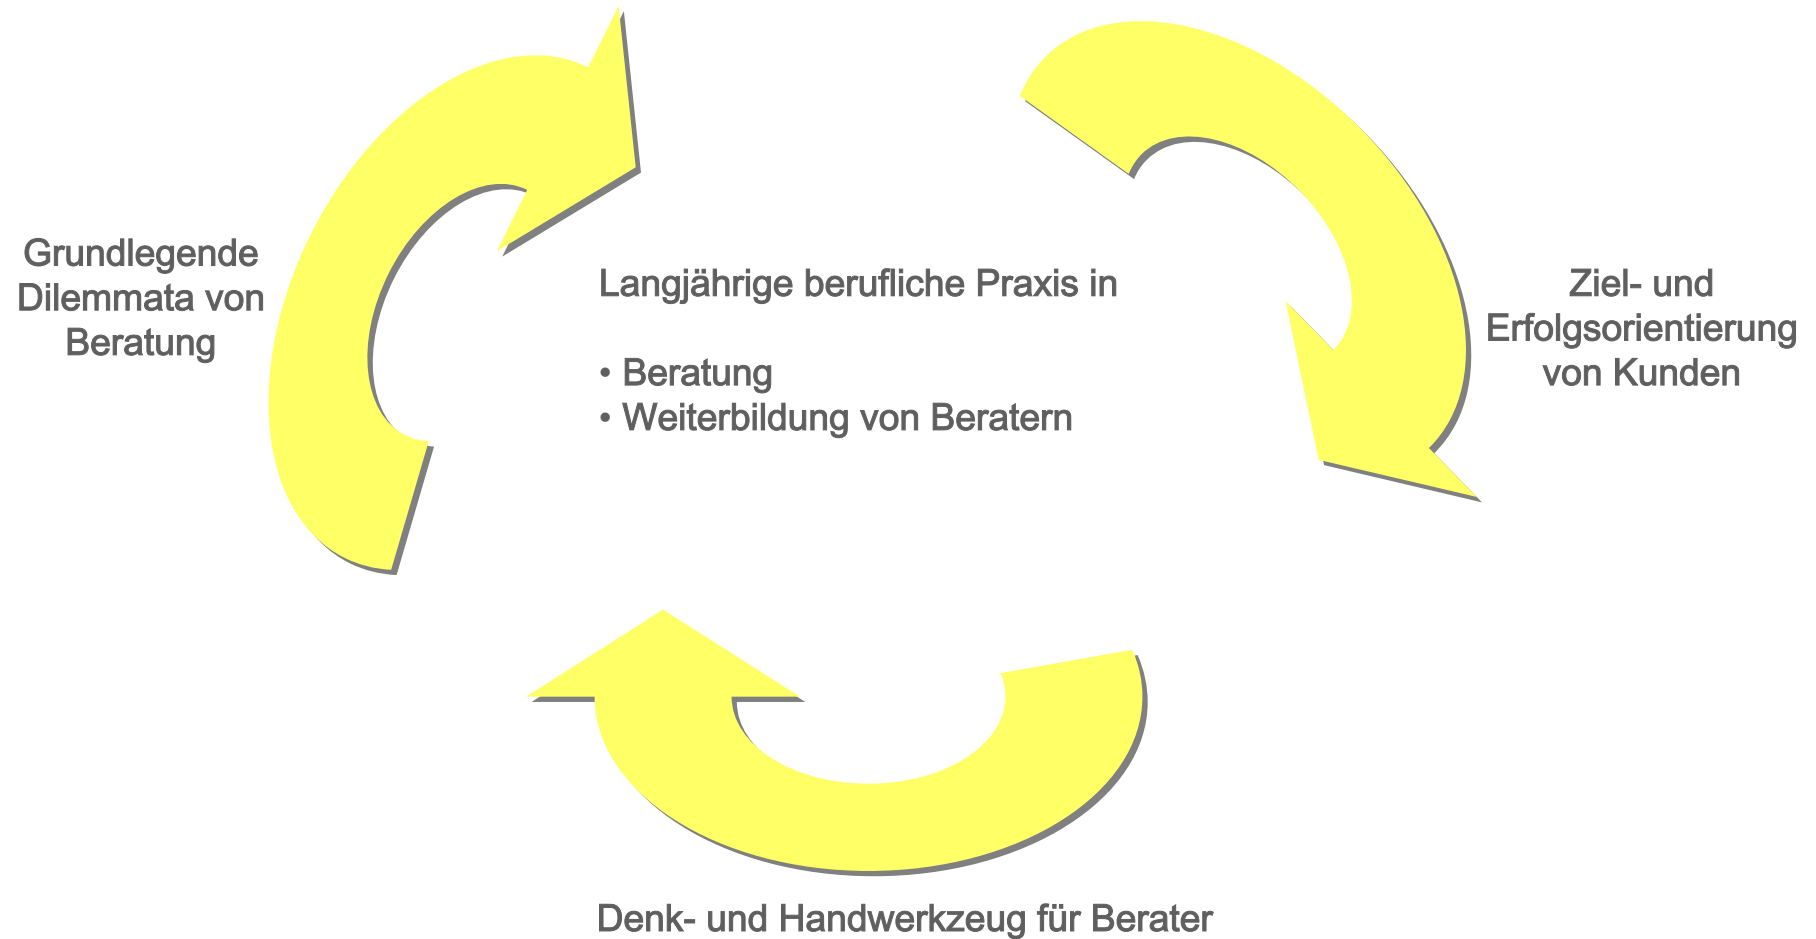 Grundlegende
Dilemmata von
Beratung
Langjährige berufliche Praxis in
• Beratung
• Weiterbildung von Beratern
Ziel- und
Erfolgsorientierung
von Kunden
Denk- und Handwerkzeug für Berater